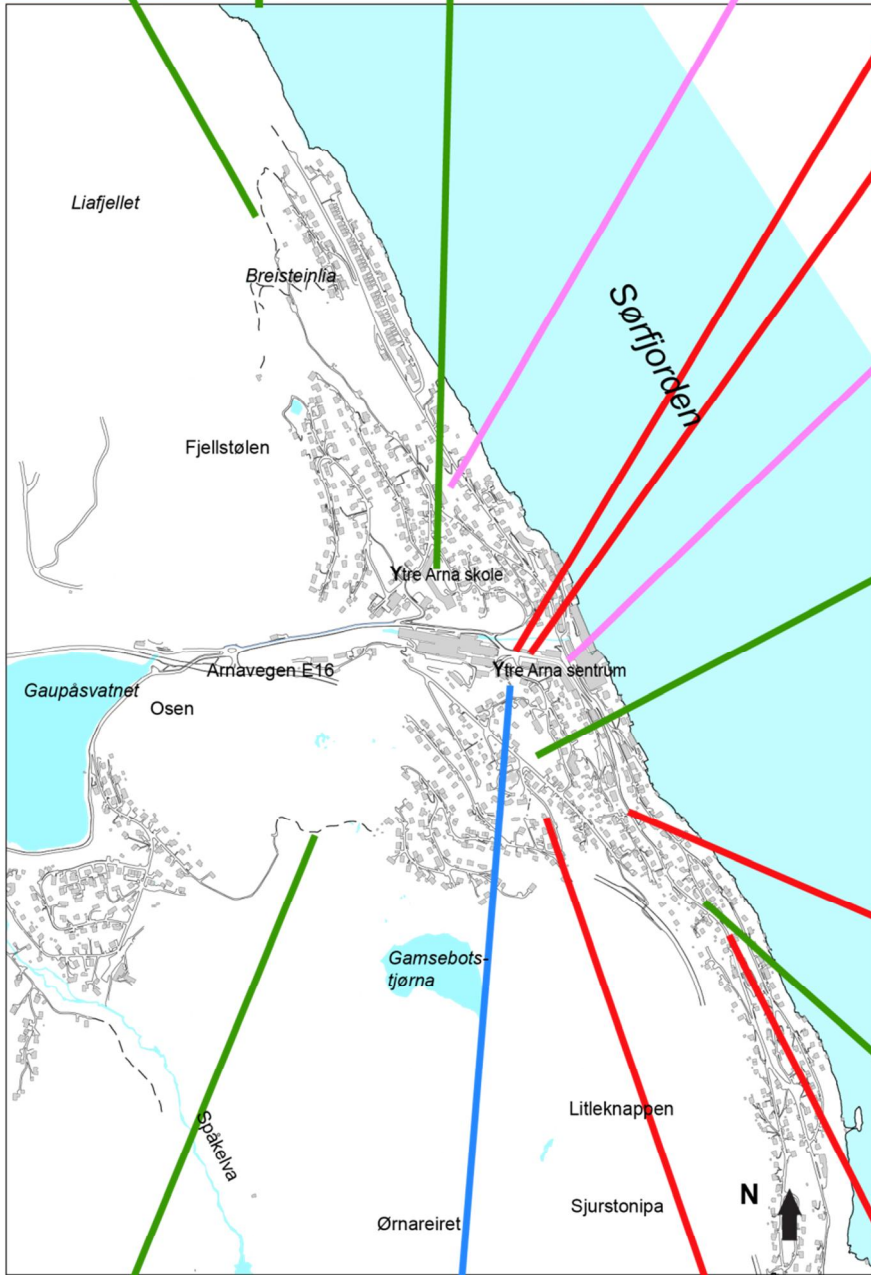 Liafjellet
Breisteinlia
Sørfjorden
Fjellstølen
Ytre Arna skole
Arnavegen E16
Ytre Arna sentrum
Gaupåsvatnet
Osen
Gamsebots-
tjørna
Litleknappen
Spåkelva
N
Sjurstonipa
Ørnareiret